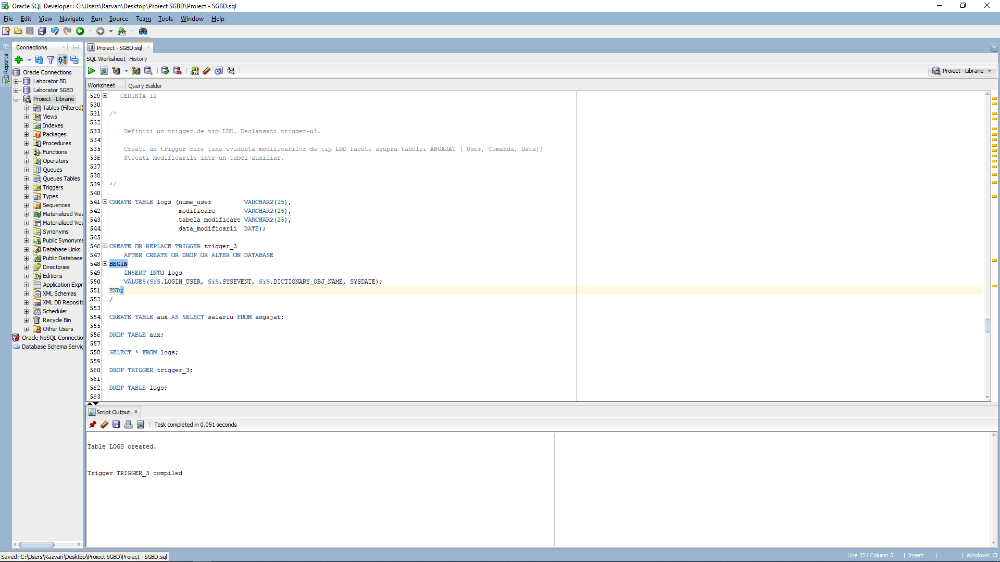 Oracle SQL Developer : C:\Users\Razvan\Desktop\Proiect SGBD\Proiect - SGBD.sql
File Edit View Navigate Run Source Team Tools Window Help
Reports
Connections
Oracle Connections
Laborator BD
Laborator SGBD
Proiect - Librarie
Tables (Filtered)
Views
Indexes
Packages
Procedures
Functions
Operators
Queues
Queues Tables
Triggers
Types
Sequences
Materialized Vie
Materialized Vie
Synonyms
Public Synonyms
Database Links
Public Database
Directories
Editions
Application Expr
XML Schemas
XML DB Reposito
Scheduler
Recycle Bin
Other Users
Oracle NoSQL Connectio
Database Schema Servic
Proiect - SGBD.sql
SQL Worksheet History
Proiect - Librarie
Worksheet Query Builder
529 -- CERINTA 12
530
531 /*
532
533 Definiti un trigger de tip LDD. Declansati trigger-ul.
534
535 Creati un trigger care tine evidenta modificarilor de tip LDD facute asupra tabelei ANGAJAT ( User, Comanda, Data);
536 Stocati modificarile intr-un tabel auxiliar.
537
538
539 */
540
541 CREATE TABLE logs (nume_user VARCHAR2(25),
542 modificare VARCHAR2(25),
543 tabela_modificare VARCHAR2(25),
544 data_modificarii DATE);
545
546 CREATE OR REPLACE TRIGGER trigger_3
547 AFTER CREATE OR DROP OR ALTER ON DATABASE
548 BEGIN
549 INSERT INTO logs
550 VALUES(SYS.LOGIN_USER, SYS.SYSEVENT, SYS.DICTIONARY_OBJ_NAME, SYSDATE);
551 END;
552 /
553
554 CREATE TABLE aux AS SELECT salariu FROM angajat;
555
556 DROP TABLE aux;
557
558 SELECT * FROM logs;
559
560 DROP TRIGGER trigger_3;
561
562 DROP TABLE logs;
563
Script Output x
Task completed in 0.051 seconds
Table LOGS created.
Trigger TRIGGER_3 compiled
Saved: C:\Users\Razvan\Desktop\Proiect SGBD\Proiect - SGBD.sql
Line 551 Column 5 | Insert | | Windows: CF